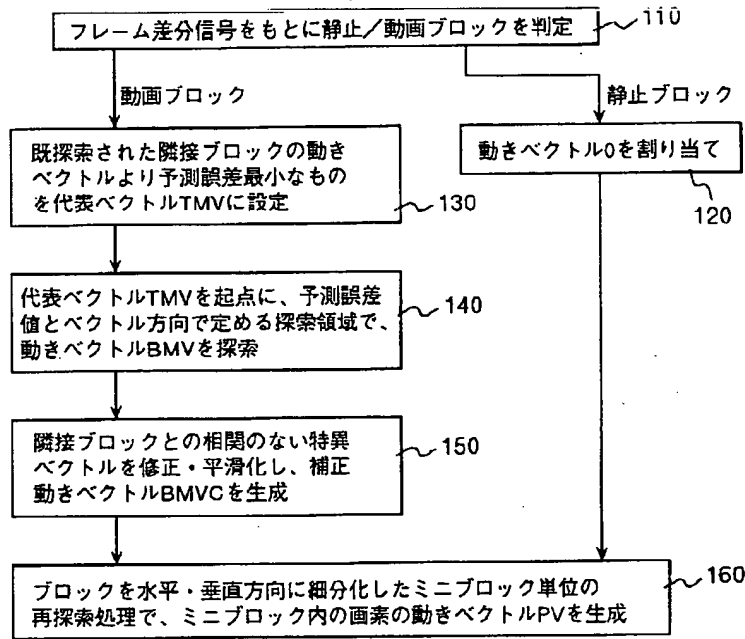 フレーム差分信号をもとに静止／動画ブロックを判定
110
動画ブロック
静止ブロック
既探索された隣接ブロックの動き
ベクトルより予測誤差最小なもの
を代表ベクトルTMVに設定
130
動きベクトル0を割り当て
120
代表ベクトルTMVを起点に、予測誤差
値とベクトル方向で定める探索領域で、
動きベクトルBMVを探索
140
隣接ブロックとの相関のない特異
ベクトルを修正・平滑化し、補正
動きベクトルBMVCを生成
150
ブロックを水平・垂直方向に細分化したミニブロック単位の
再探索処理で、ミニブロック内の画素の動きベクトルPVを生成
160